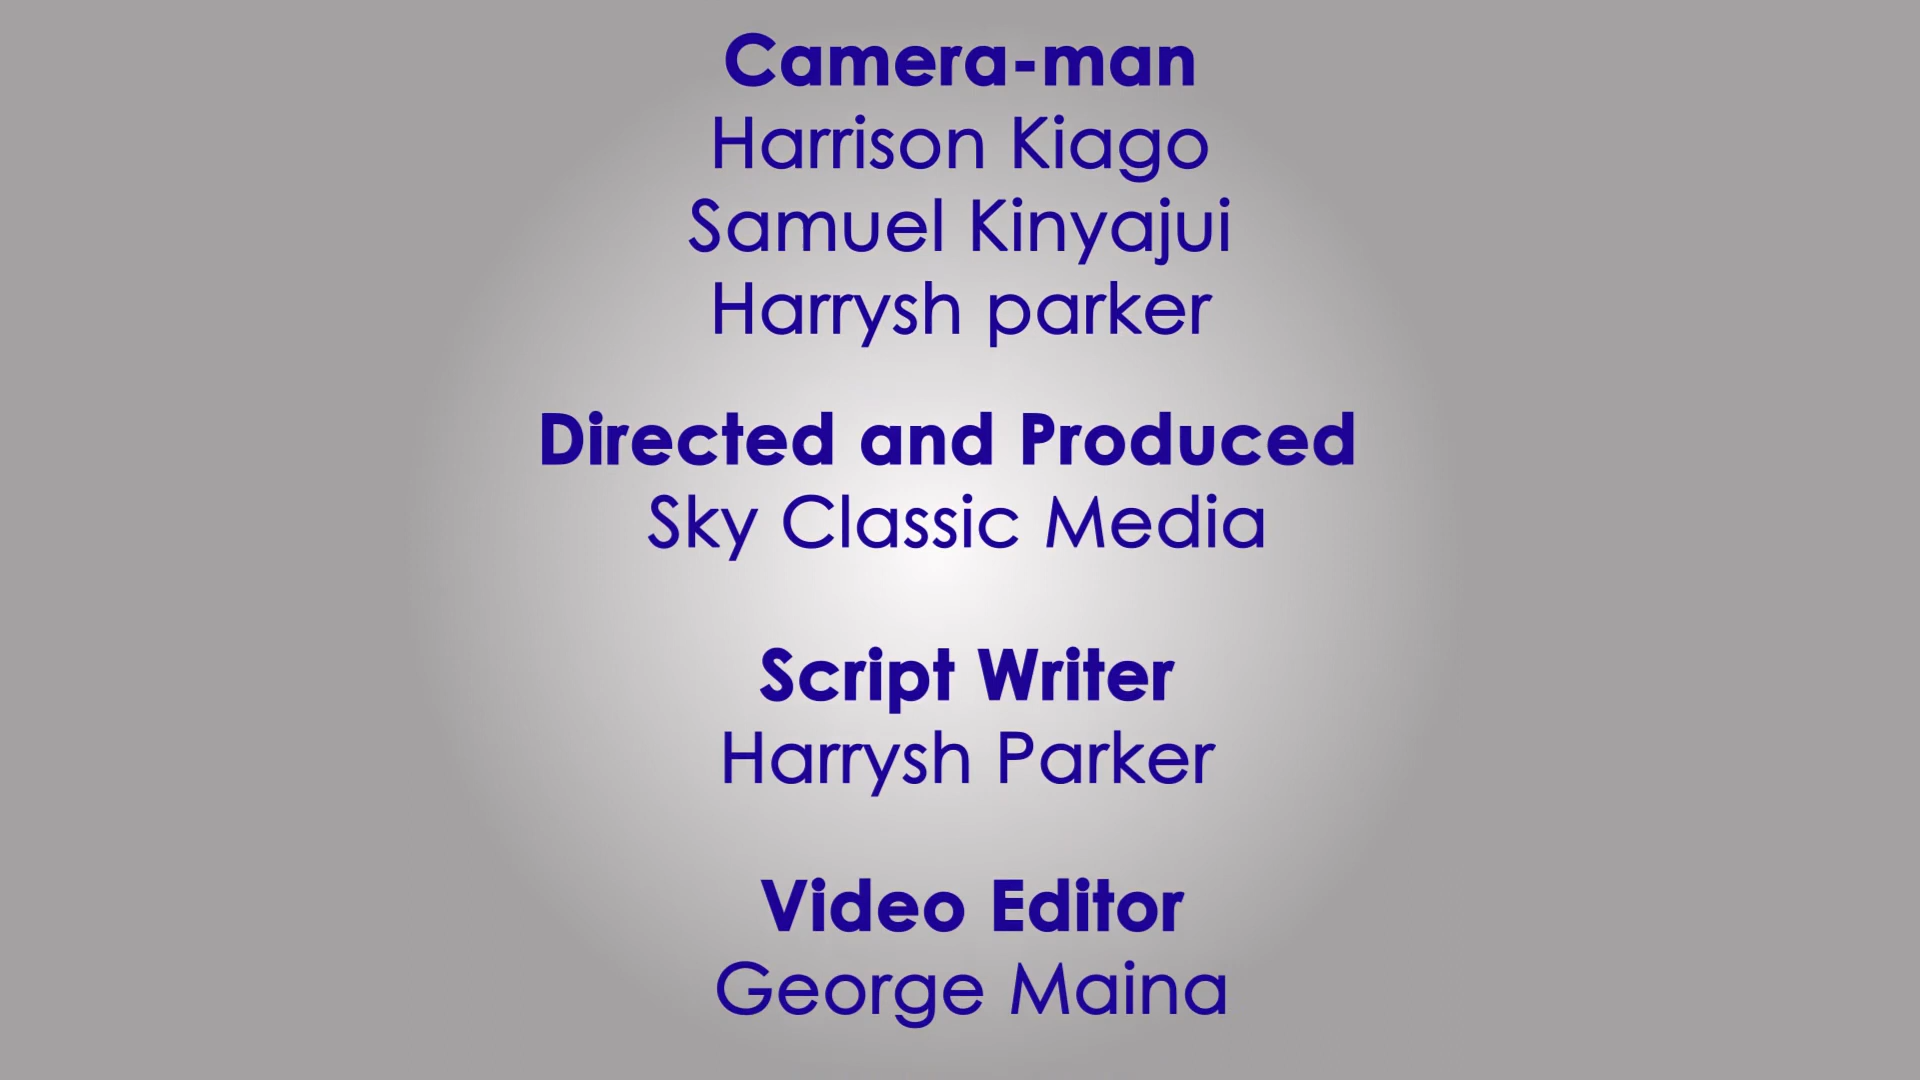 Camera-man
Harrison Kiago
Samuel Kinyajui
Harrysh parker
Directed and Produced
Sky Classic Media
Script Writer
Harrysh Parker
Video Editor
George Maina